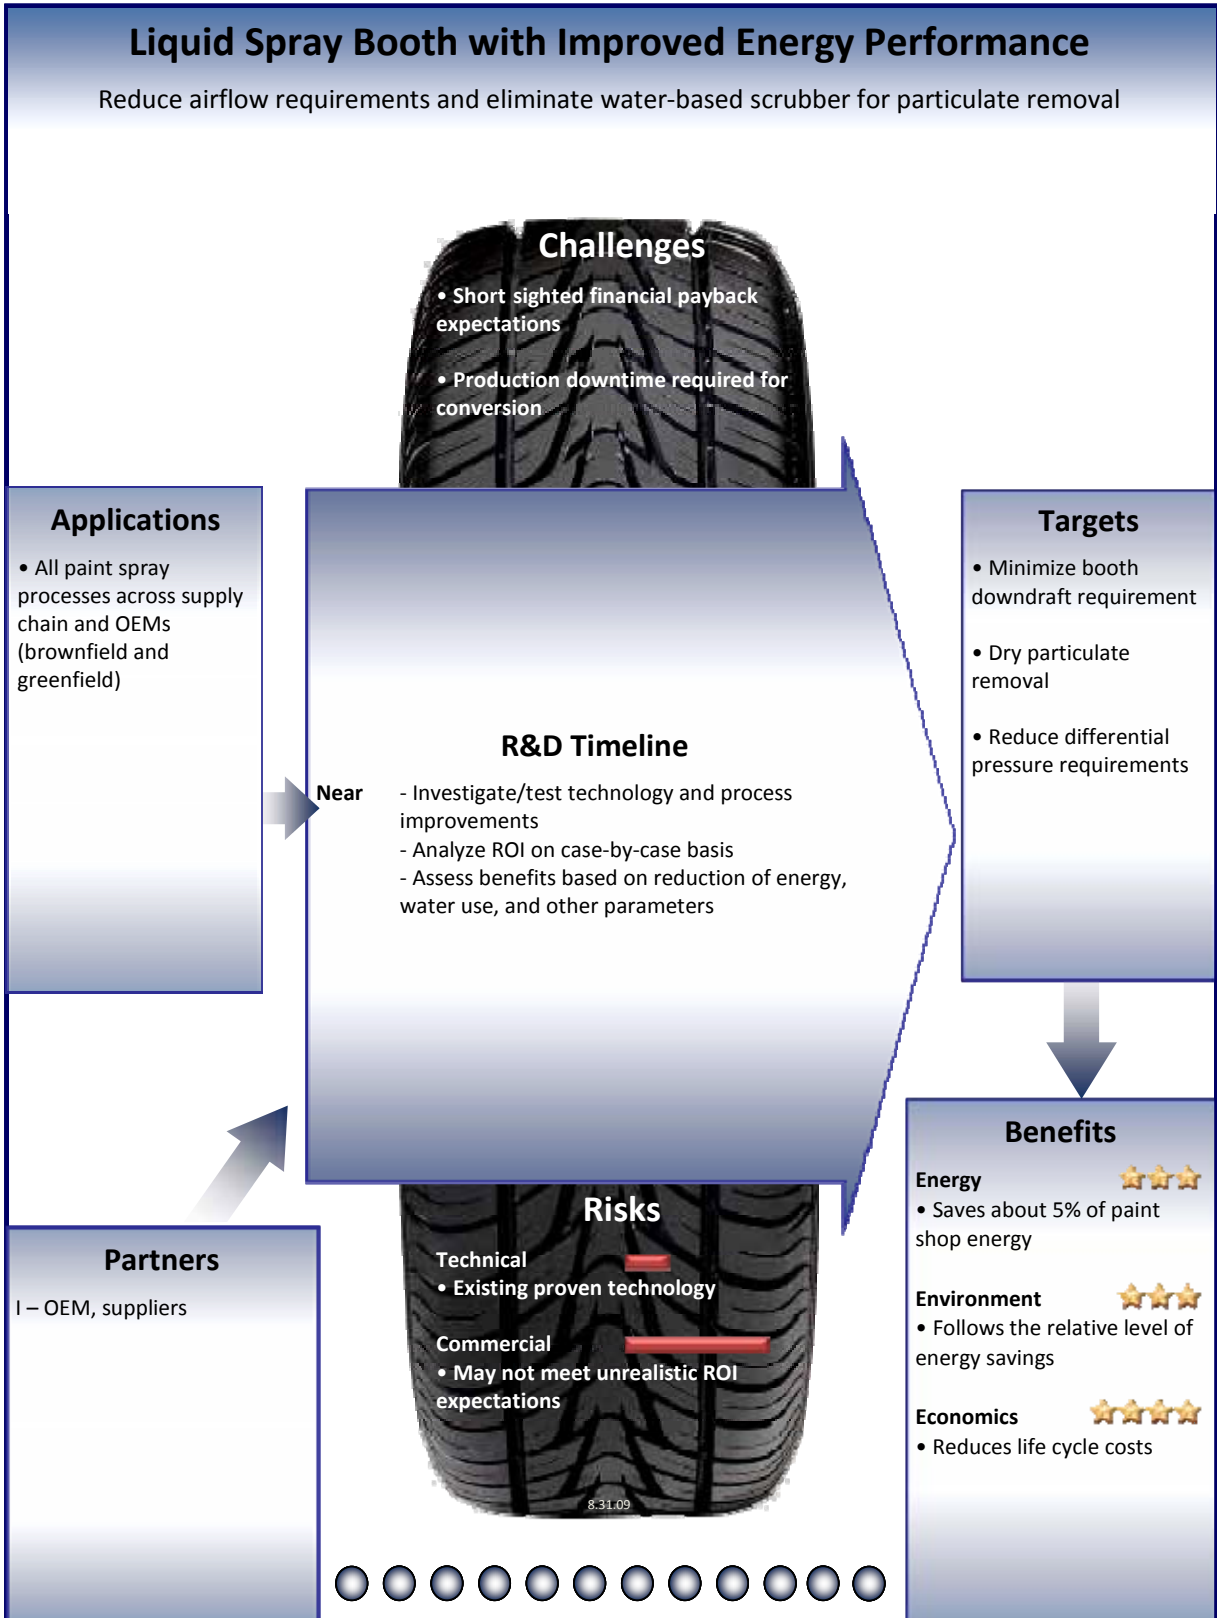 Liquid Spray Booth with Improved Energy Performance
Reduce airflow requirements and eliminate water-based scrubber for particulate removal
Challenges
• Short sighted financial payback
expectations
• Production downtime required for
conversion
Applications
• All paint spray
processes across supply
chain and OEMs
(brownfield and
greenfield)
R&D Timeline
Near - Investigate/test technology and process
improvements
- Analyze ROI on case-by-case basis
- Assess benefits based on reduction of energy,
water use, and other parameters
Targets
• Minimize booth
downdraft requirement
• Dry particulate
removal
• Reduce differential
pressure requirements
Partners
I – OEM, suppliers
Risks
Technical
• Existing proven technology
Commercial
• May not meet unrealistic ROI
expectations
8.31.09
Benefits
Energy
• Saves about 5% of paint
shop energy
Environment
• Follows the relative level of
energy savings
Economics
• Reduces life cycle costs